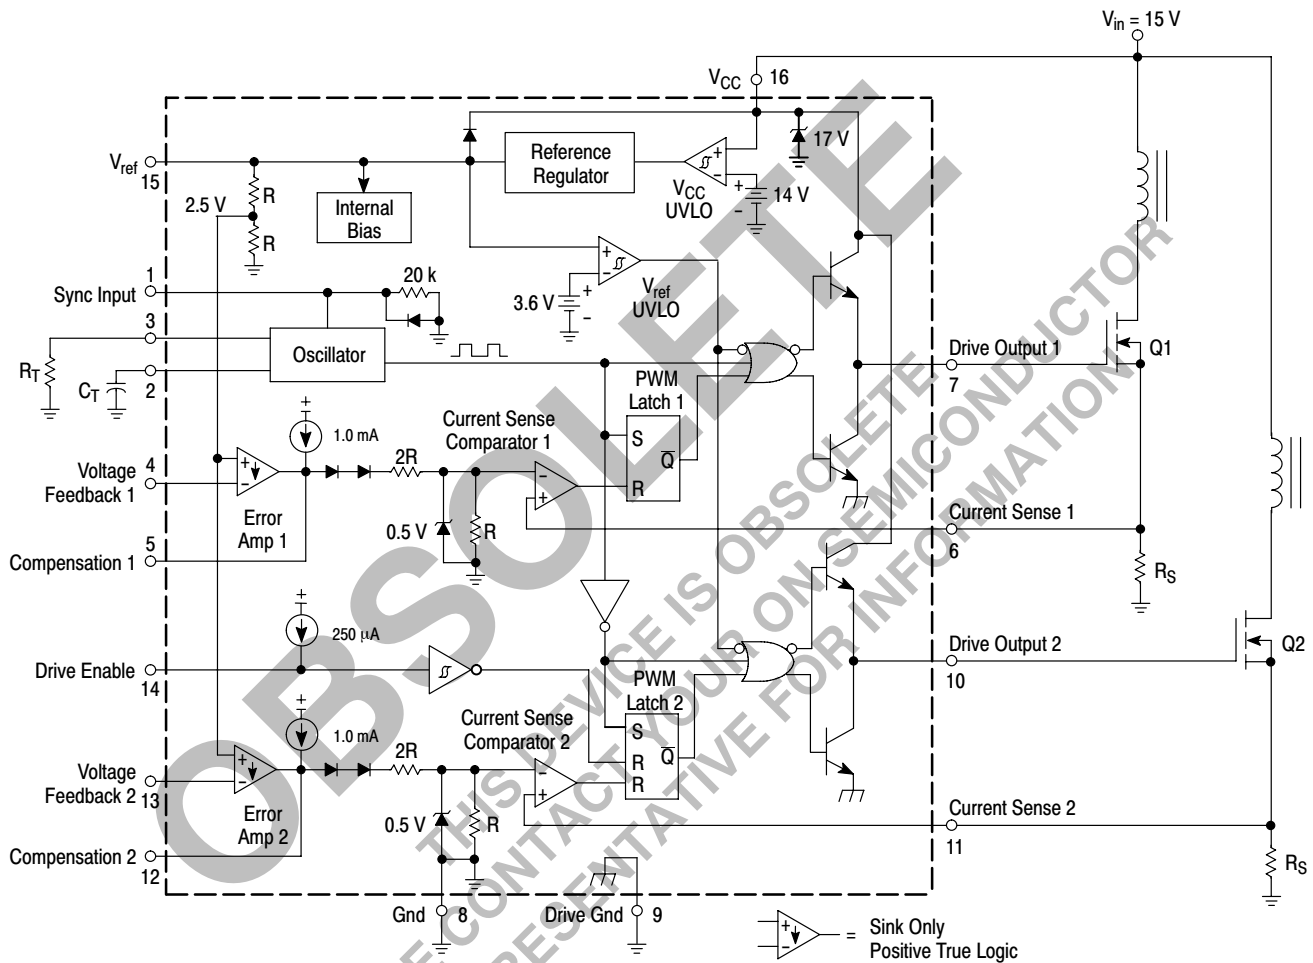 Vin = 15 V
VCC 16
17 V
Reference
Regulator
Vref
15
R
2.5 V
R
Internal
Bias
+
−
VCC
UVLO
+
−
14 V
1
Sync Input
20 k
+
−
3.6 V
+
−
Vref
UVLO
3
RT
Oscillator
CT
2
Drive Output 1
7
Q1
PWM
Latch 1
S
Q
R
+
1.0 mA
Current Sense
Comparator 1
4
Voltage
Feedback 1
+
−
2R
−
+
Error
Amp 1
0.5 V
R
Current Sense 1
6
5
Compensation 1
RS
+
250 µA
Drive Enable
14
Drive Output 2
10
Q2
PWM
Latch 2
S
Q
R
R
+
1.0 mA
Current Sense
Comparator 2
2R
−
+
Voltage
Feedback 2
13
+
−
Error
Amp 2
0.5 V
R
Current Sense 2
11
Compensation 2
12
RS
Gnd 8
Drive Gnd 9
+
−
= Sink Only
Positive True Logic
OBSOLETE
THIS DEVICE IS OBSOLETE
E CONTACT YOUR ON SEMICONDUCTOR
PRESENTATIVE FOR INFORMATION